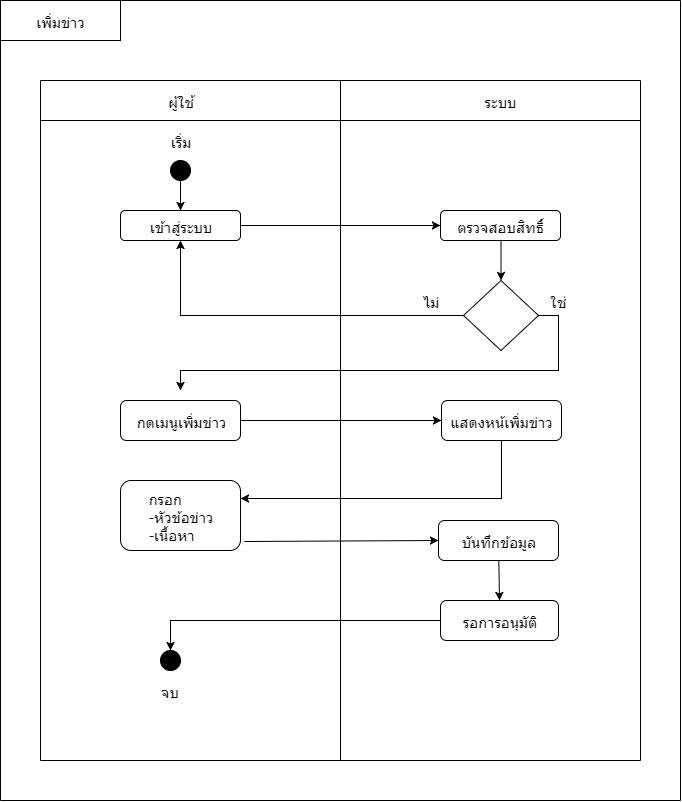 เพิ่มข่าว
ผู้ใช้
ระบบ
เริ่ม
เข้าสู่ระบบ
ตรวจสอบสิทธิ์
ไม่
ใช่
กดเมนูเพิ่มข่าว
แสดงหน้เพิ่มข่าว
กรอก
-หัวข้อข่าว
-เนื้อหา
บันทึกข้อมูล
รอการอนุมัติ
จบ